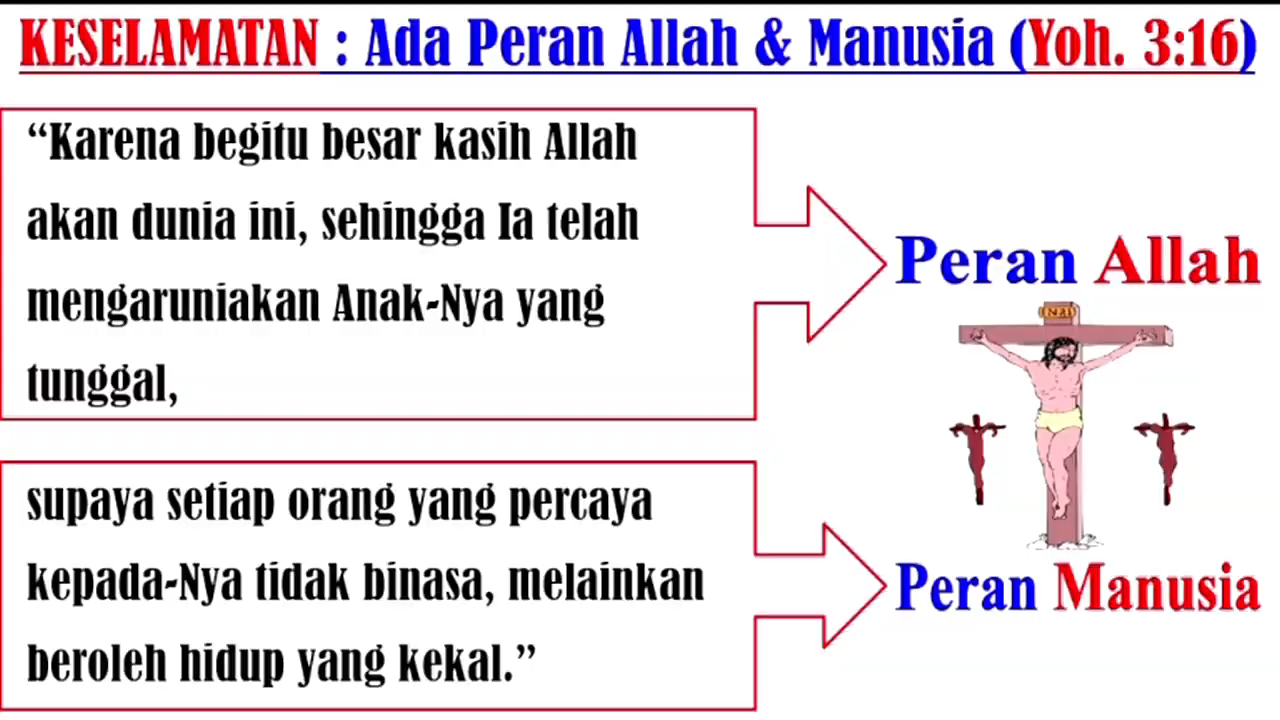 KESELAMATAN : Ada Peran Allah & Manusia (Yoh. 3:16)
“Karena begitu besar kasih Allah
akan dunia ini, sehingga Ia telah
mengaruniakan Anak-Nya yang
tunggal,
Peran Allah
supaya setiap orang yang percaya
kepada-Nya tidak binasa, melainkan
beroleh hidup yang kekal.”
Peran Manusia